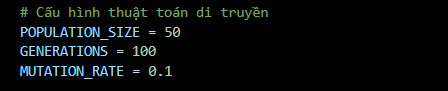 # Cấu hình thuật toán di truyền
POPULATION_SIZE = 50
GENERATIONS = 100
MUTATION_RATE = 0.1